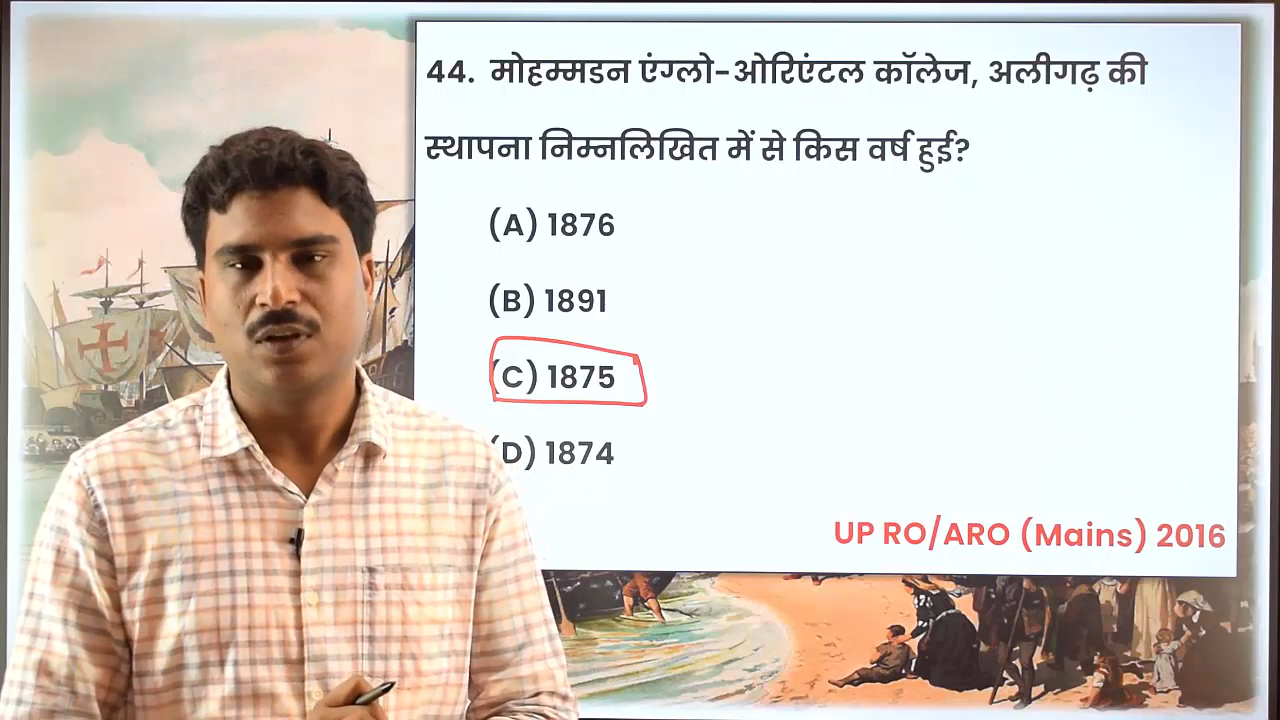 44. मोहम्मडन एंग्लो-ओरिएंटल कॉलेज, अलीगढ़ की
स्थापना निम्नलिखित में से किस वर्ष हुई?
(A) 1876
(B) 1891
(C) 1875
(D) 1874
UP RO/ARO (Mains) 2016